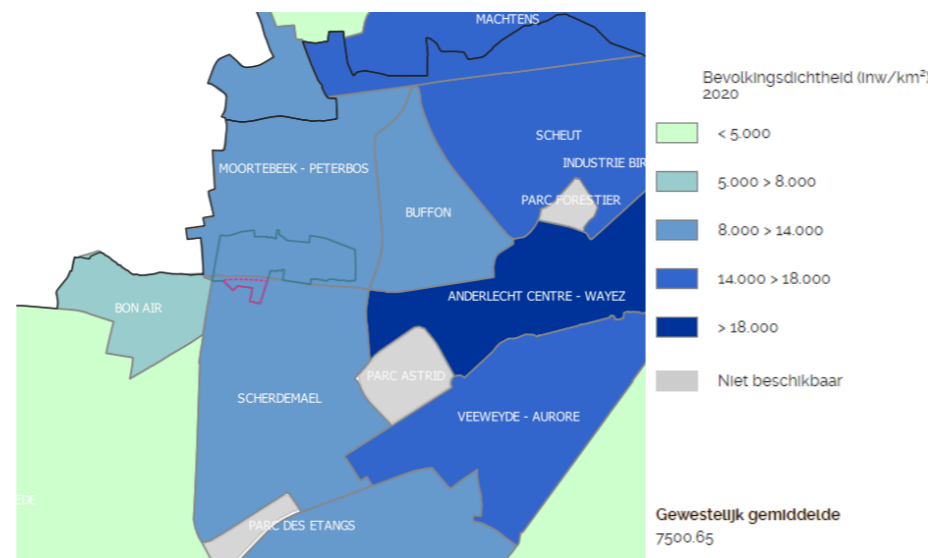 MACHTENS
SCHEUT
INDUSTRIE BIR
MOORTEBEEK - PETERBOS
PARC FORESTIER
BUFFON
ANDERLECHT CENTRE - WAYEZ
BON AIR
PARC ASTRID
SCHERDEMAEL
VEEWEYDE - AURORE
EDE
PARC DES ETANGS
Bevolkingsdichtheid (inw/km²)
2020
< 5.000
5.000 > 8.000
8.000 > 14.000
14.000 > 18.000
> 18.000
Niet beschikbaar
Gewestelijk gemiddelde
7500.65